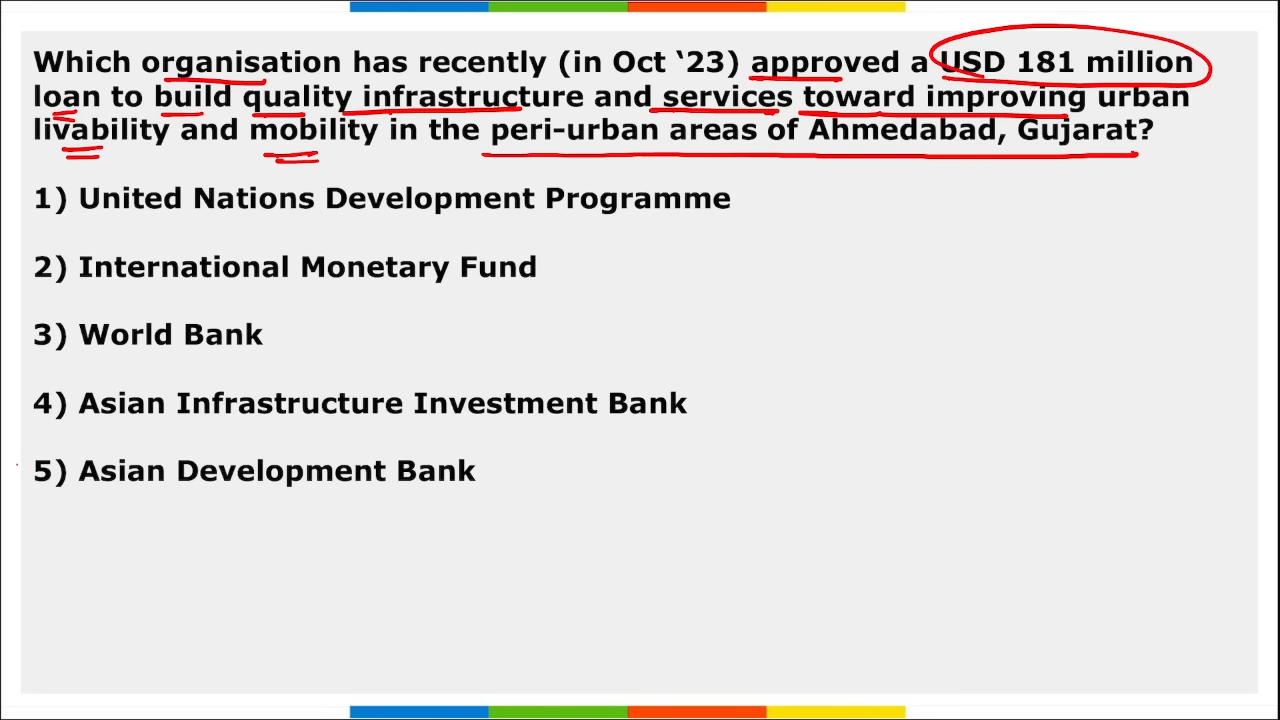 Which organisation has recently (in Oct ‘23) approved a USD 181 million
loan to build quality infrastructure and services toward improving urban
livability and mobility in the peri-urban areas of Ahmedabad, Gujarat?
1) United Nations Development Programme
2) International Monetary Fund
3) World Bank
4) Asian Infrastructure Investment Bank
5) Asian Development Bank